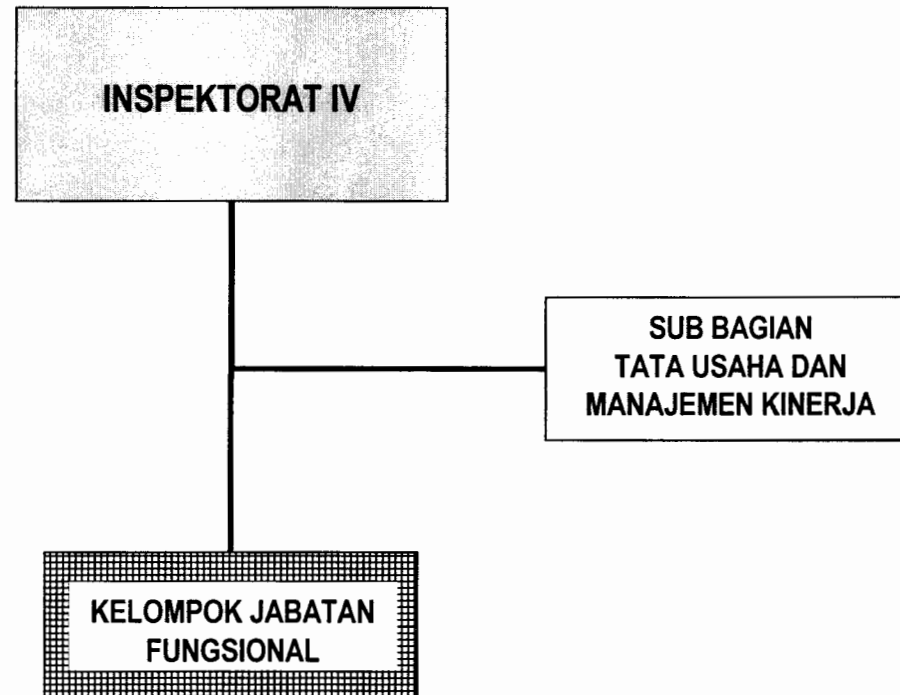 INSPEKTORAT IV
SUB BAGIAN
TATA USAHA DAN
MANAJEMEN KINERJA
KELOMPOK JABATAN
FUNGSIONAL